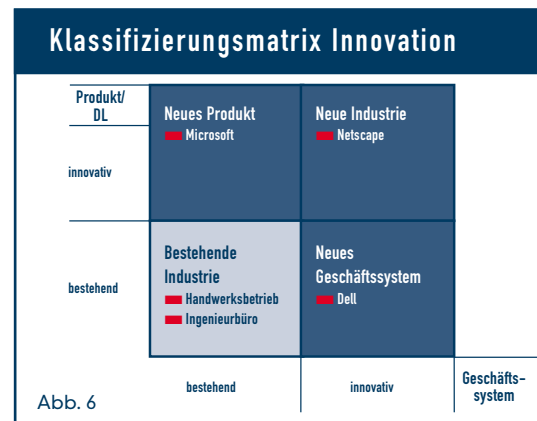 Klassifizierungsmatrix Innovation
Produkt/
DL
innovativ
bestehend
Neues Produkt
Microsoft
Neue Industrie
Netscape
Bestehende
Industrie
Handwerksbetrieb
Ingenieurbüro
Neues
Geschäftssystem
Dell
bestehend
innovativ
Geschäfts-
system
Abb. 6